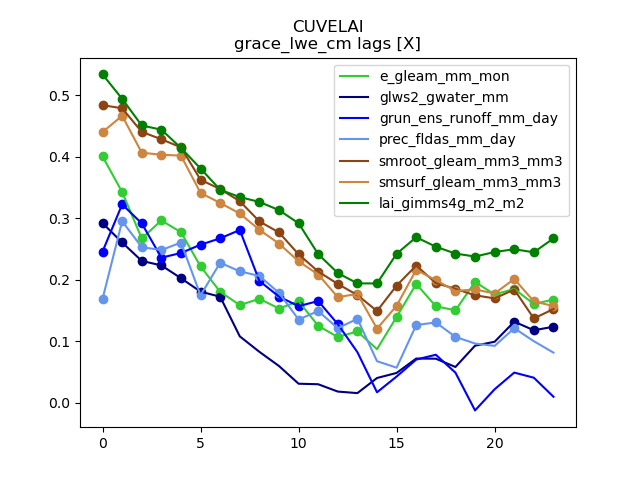 CUVELAI
grace_lwe_cm lags [X]
e_gleam_mm_mon
glws2_gwater_mm
grun_ens_runoff_mm_day
prec_fldas_mm_day
smroot_gleam_mm3_mm3
smsurf_gleam_mm3_mm3
lai_gimms4g_m2_m2
0.5
0.4
0.3
0.2
0.1
0.0
0 5 10 15 20